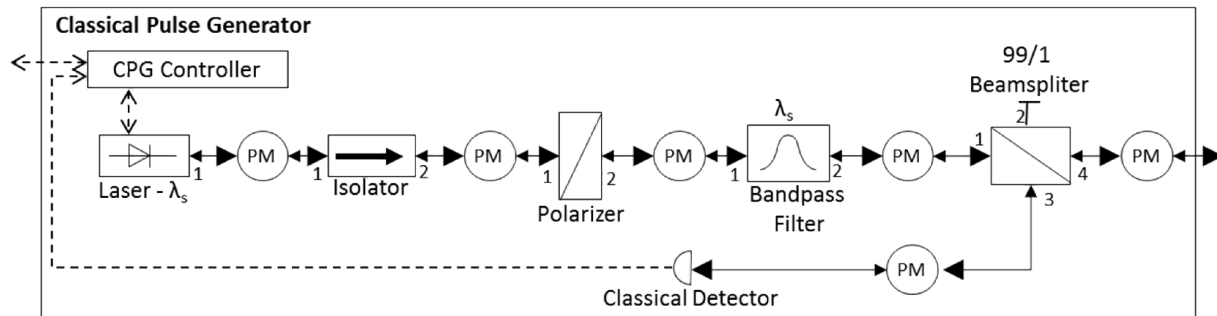 Classical Pulse Generator
CPG Controller
99/1
Beamspliter
λs
2
1
PM
PM
PM
PM
PM
1
1
2
1
2
1
2
4
3
Laser - λs
Isolator
Polarizer
Bandpass
Filter
PM
Classical Detector